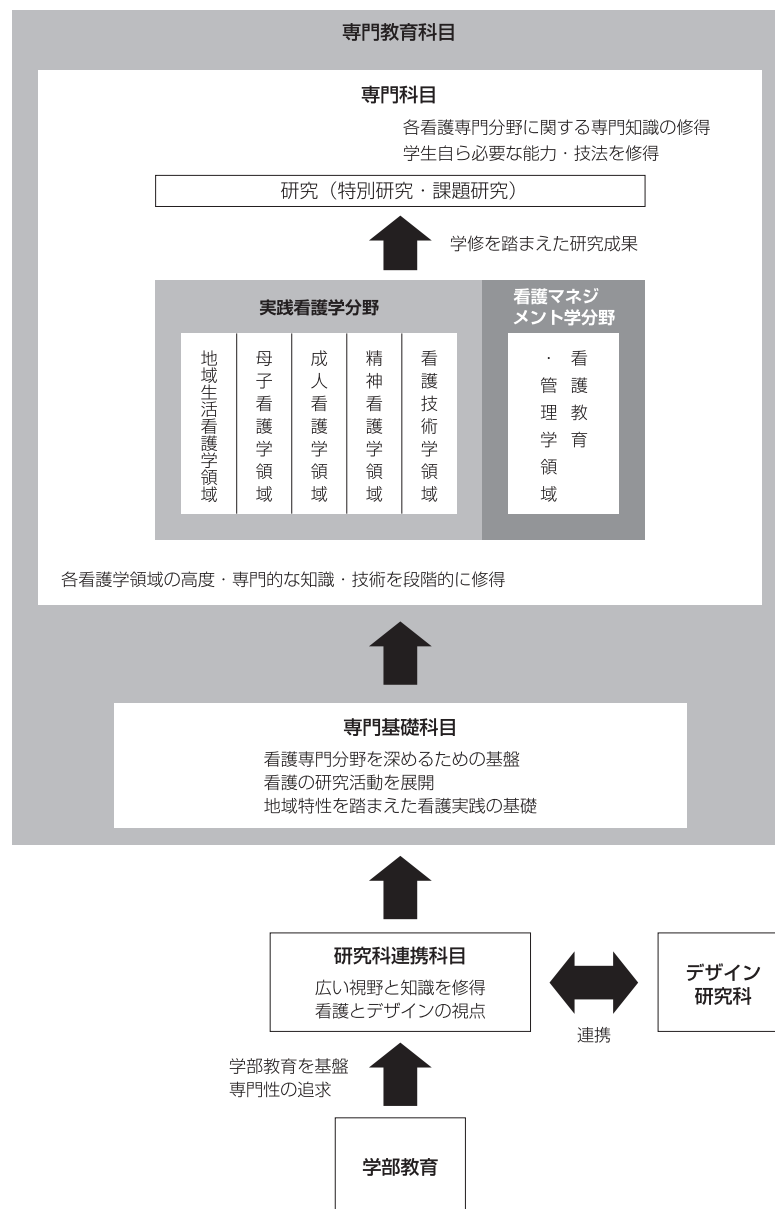 専門教育科目
専門科目
各看護専門分野に関する専門知識の修得
学生自ら必要な能力・技法を修得
研究（特別研究・課題研究）
学修を踏まえた研究成果
実践看護学分野
看護マネジ
メント学分野
地域生活看護学領域
母子看護学領域
成人看護学領域
精神看護学領域
看護技術学領域
看護教育
・管理学領域
各看護学領域の高度・専門的な知識・技術を段階的に修得
専門基礎科目
看護専門分野を深めるための基盤
看護の研究活動を展開
地域特性を踏まえた看護実践の基礎
研究科連携科目
広い視野と知識を修得
看護とデザインの視点
連携
デザイン
研究科
学部教育を基盤
専門性の追求
学部教育